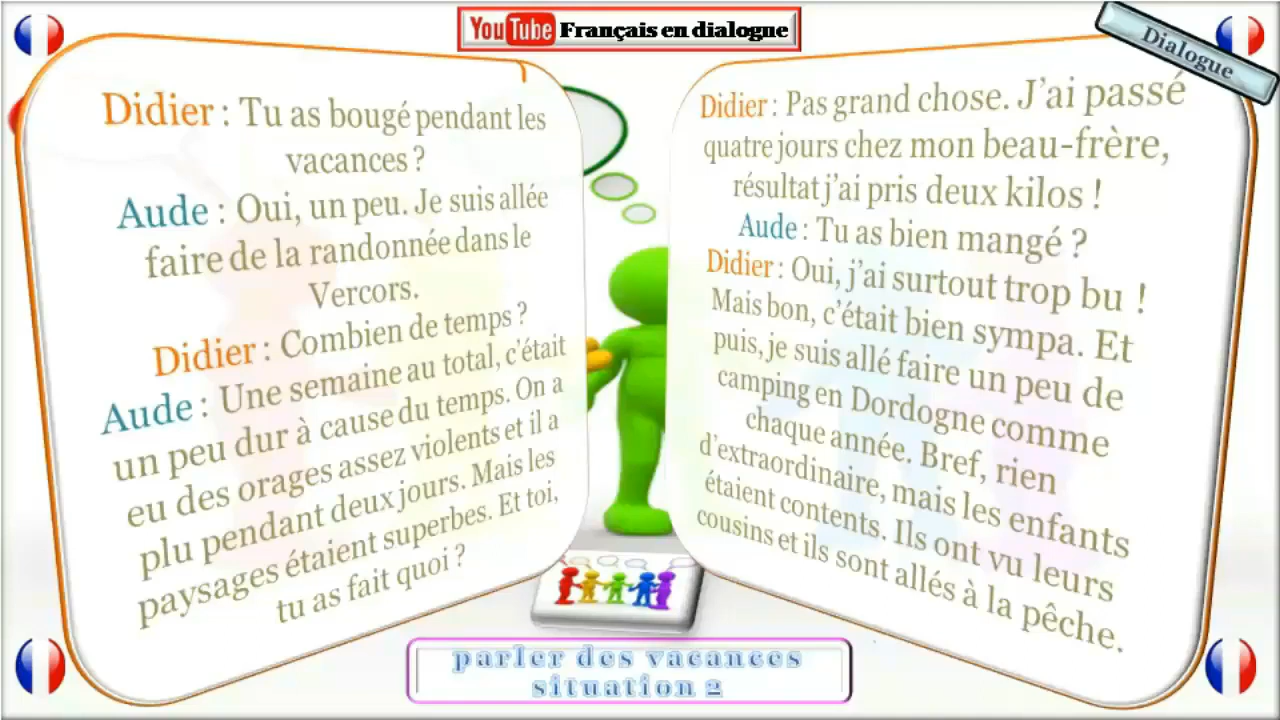 YouTube Français en dialogue
Dialogue
Didier : Tu as bougé pendant les
vacances ?
Aude : Oui, un peu. Je suis allée
faire de la randonnée dans le
Vercors.
Didier : Combien de temps ?
Aude : Une semaine au total, c'était
un peu dur à cause du temps. On a
eu des orages assez violents et il a
plu pendant deux jours. Mais les
paysages étaient superbes. Et toi,
tu as fait quoi ?
Didier : Pas grand chose. J'ai passé
quatre jours chez mon beau-frère,
résultat j'ai pris deux kilos !
Aude : Tu as bien mangé ?
Didier : Oui, j'ai surtout trop bu !
Mais bon, c'était bien sympa. Et
puis, je suis allé faire un peu de
camping en Dordogne comme
chaque année. Bref, rien
d'extraordinaire, mais les enfants
étaient contents. Ils ont vu leurs
cousins et ils sont allés à la pêche.
parler des vacances
situation 2